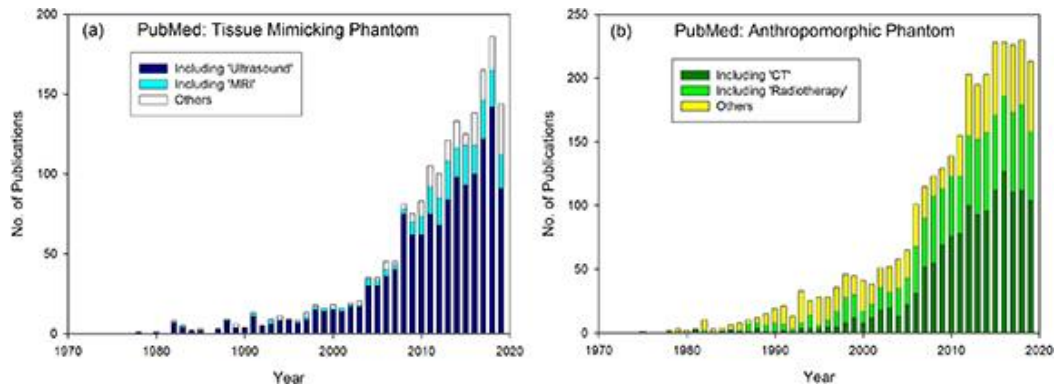 (a) PubMed: Tissue Mimicking Phantom
Including 'Ultrasound'
Including 'MRI'
Others
No. of Publications
200
150
100
50
0
1970 1980 1990 2000 2010 2020
Year
(b) PubMed: Anthropomorphic Phantom
Including 'CT'
Including 'Radiotherapy'
Others
No. of Publications
250
200
150
100
50
0
1970 1980 1990 2000 2010 2020
Year